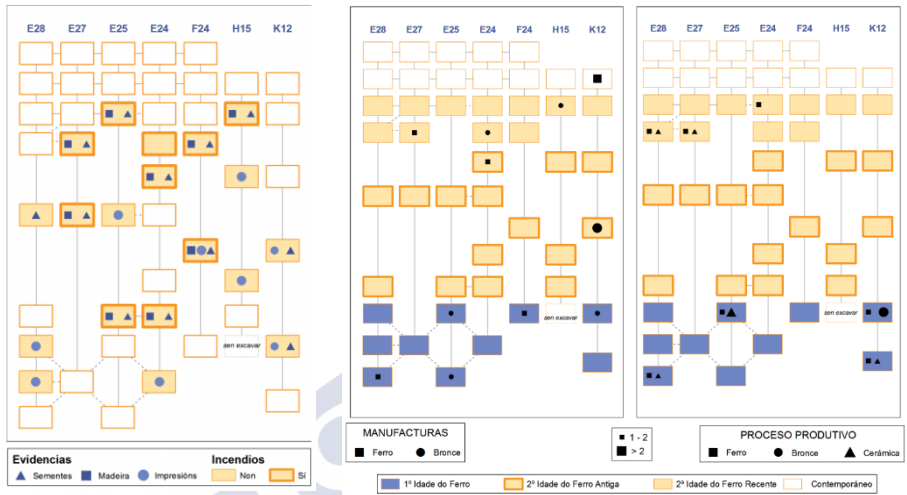 E28 E27 E25 E24 F24 H15 K12
sen excavar
Evidencias
Sementes Madeira Impresións
Incendios
Non Sí
E28 E27 E25 E24 F24 H15 K12
sen excavar
MANUFACTURAS
Ferro Bronce
1 - 2
> 2
E28 E27 E25 E24 F24 H15 K12
sen excavar
PROCESO PRODUTIVO
Ferro Bronce Cerámica
1º Idade do Ferro 2º Idade do Ferro Antiga 2º Idade do Ferro Recente Contemporáneo